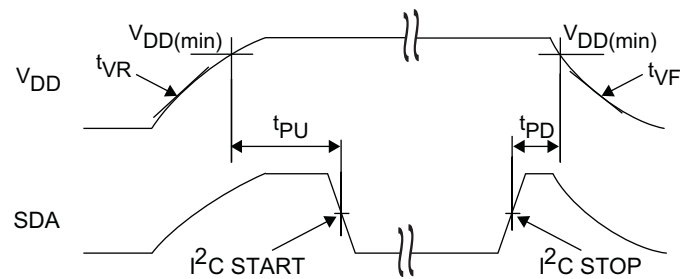 VDD(min)
VDD(min)
tVR
tVF
VDD
tPU
tPD
SDA
I2C START
I2C STOP